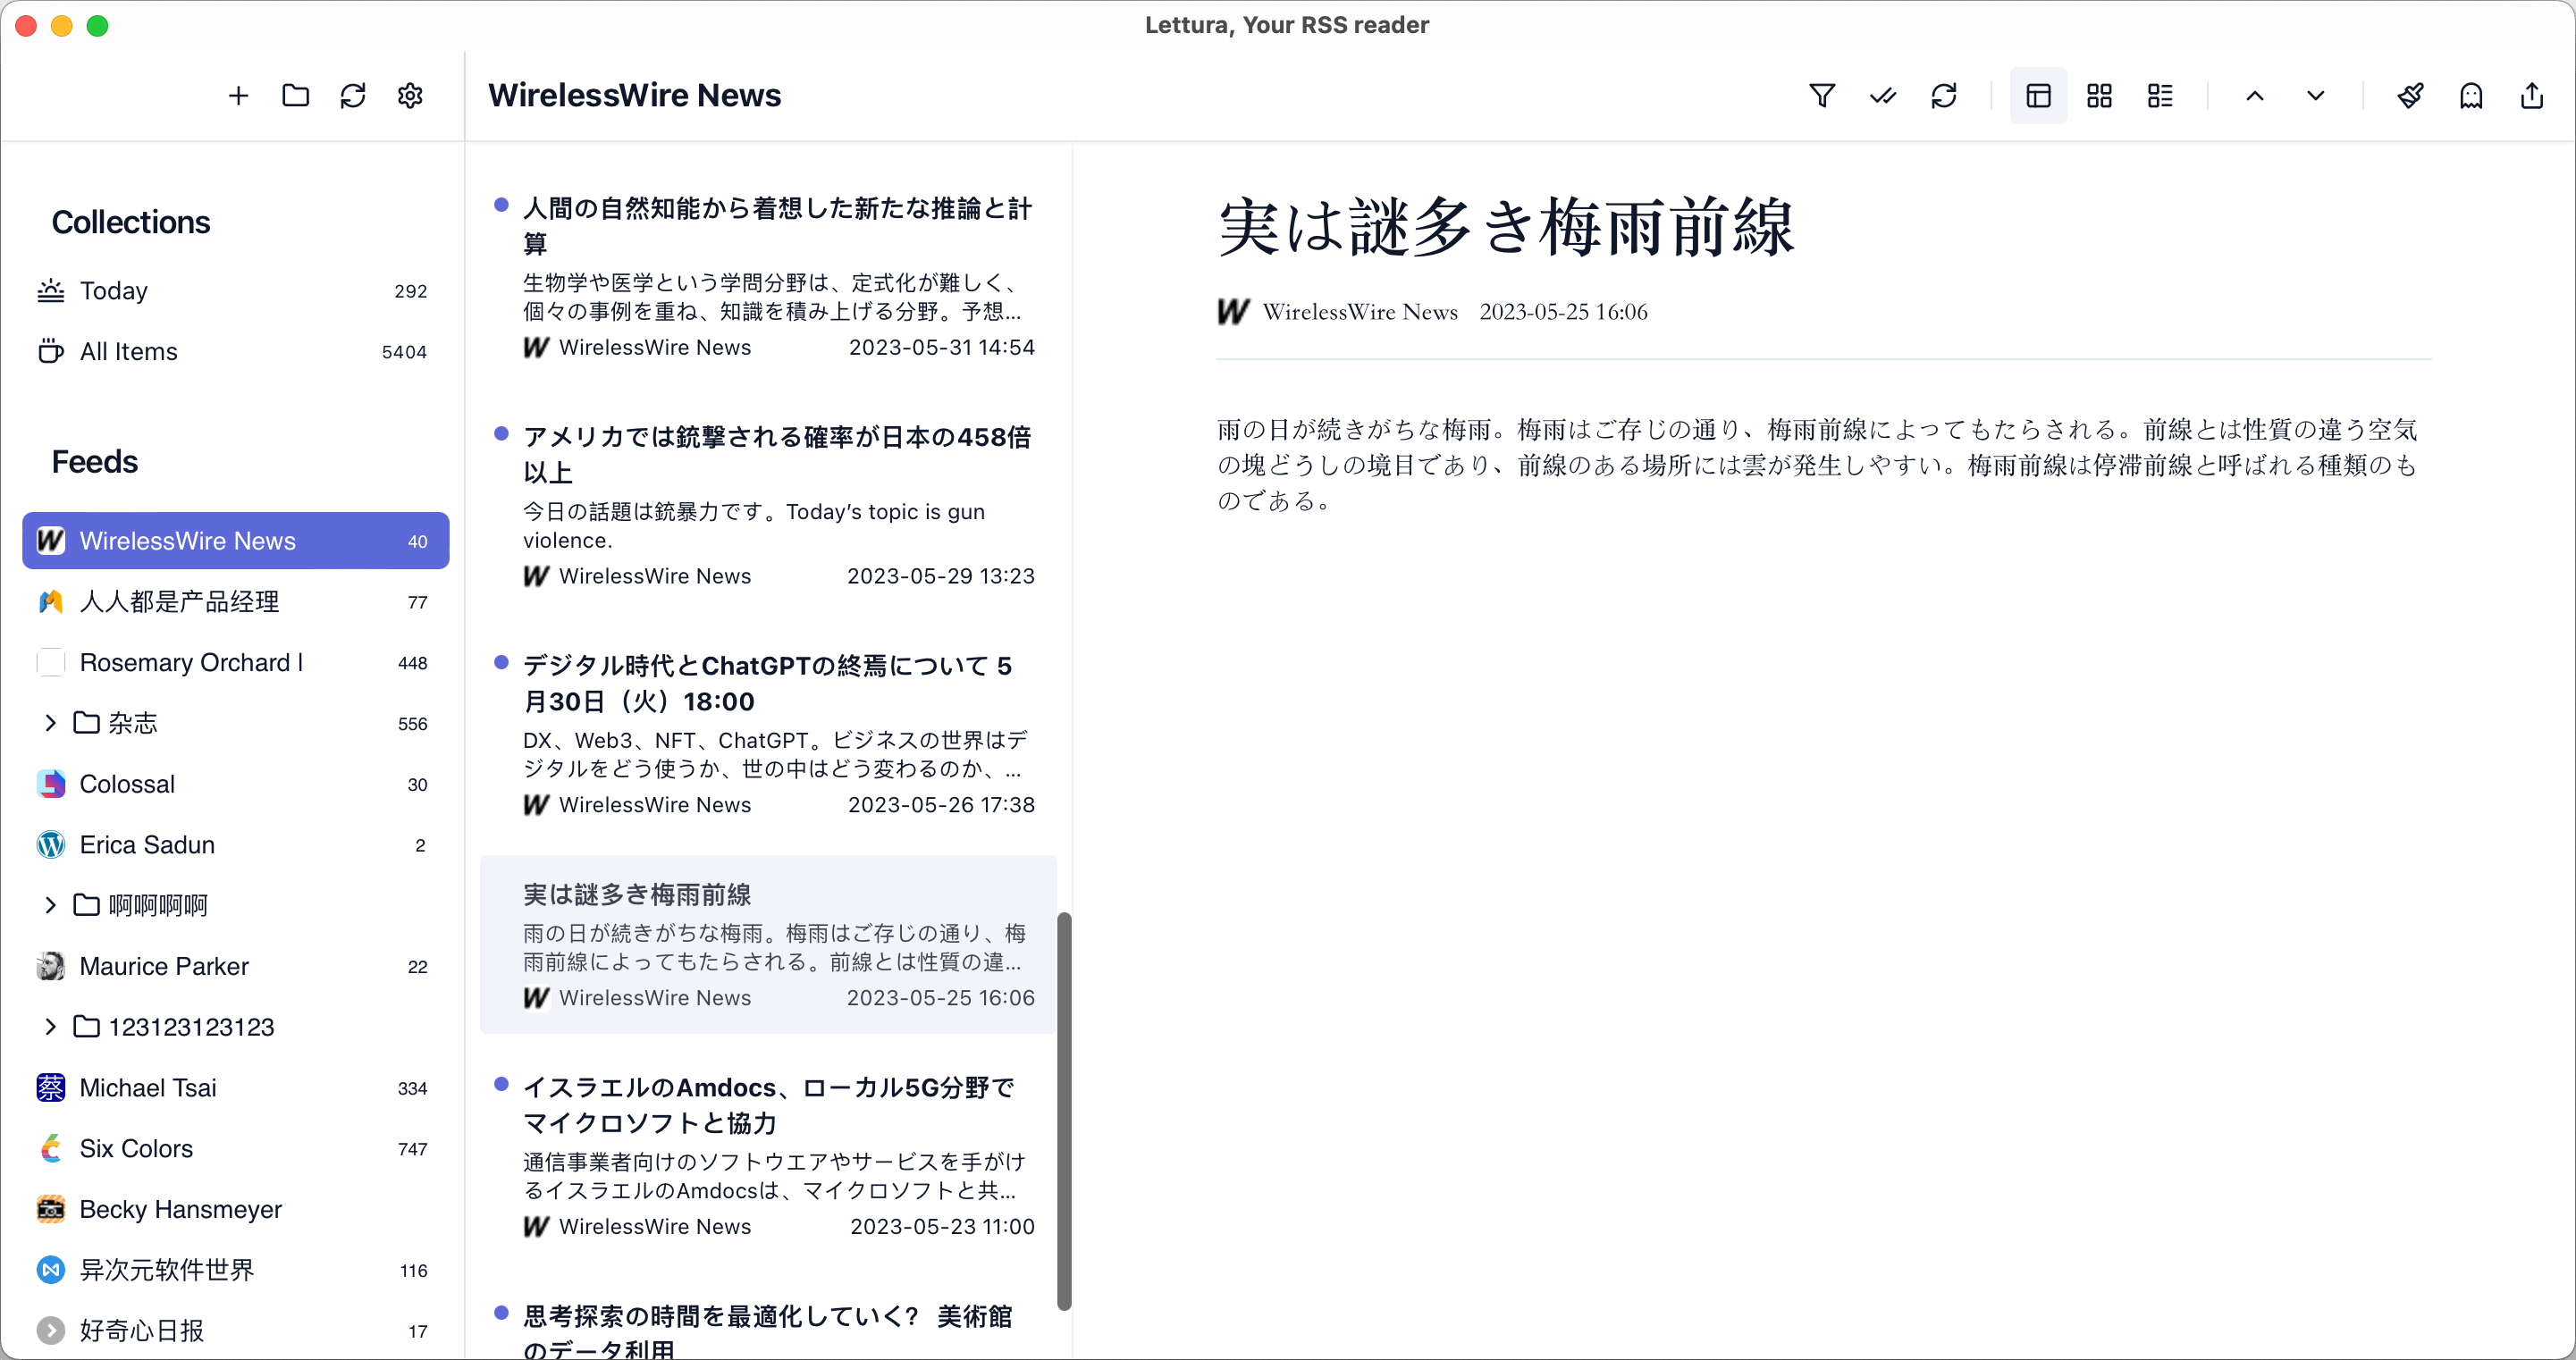 Lettura, Your RSS reader
WirelessWire News
Collections
Today 292
All Items 5404
Feeds
WirelessWire News 40
人人都是产品经理 77
Rosemary Orchard 448
杂志 556
Colossal 30
Erica Sadun 2
啊啊啊啊
Maurice Parker 22
123123123123
蔡 Michael Tsai 334
Six Colors 747
Becky Hansmeyer
异次元软件世界 116
好奇心日报 17
人間の自然知能から着想した新たな推論と計
算
生物学や医学という学問分野は、定式化が難しく、
個々の事例を重ね、知識を積み上げる分野。予想...
W WirelessWire News 2023-05-31 14:54
アメリカでは銃撃される確率が日本の458倍
以上
今日の話題は銃暴力です。Today’s topic is gun
violence.
W WirelessWire News 2023-05-29 13:23
デジタル時代とChatGPTの終焉について 5
月30日（火）18:00
DX、Web3、NFT、ChatGPT。ビジネスの世界はデ
ジタルをどう使うか、世の中はどう変わるのか、...
W WirelessWire News 2023-05-26 17:38
実は謎多き梅雨前線
雨の日が続きがちな梅雨。梅雨はご存じの通り、梅
雨前線によってもたらされる。前線とは性質の違...
W WirelessWire News 2023-05-25 16:06
イスラエルのAmdocs、ローカル5G分野で
マイクロソフトと協力
通信事業者向けのソフトウエアやサービスを手がけ
るイスラエルのAmdocsは、マイクロソフトと共...
W WirelessWire News 2023-05-23 11:00
思考探索の時間を最適化していく？ 美術館
のデータ利用
実は謎多き梅雨前線
W WirelessWire News 2023-05-25 16:06
雨の日が続きがちな梅雨。梅雨はご存じの通り、梅雨前線によってもたらされる。前線とは性質の違う空気
の塊どうしの境目であり、前線のある場所には雲が発生しやすい。梅雨前線は停滞前線と呼ばれる種類のも
のである。